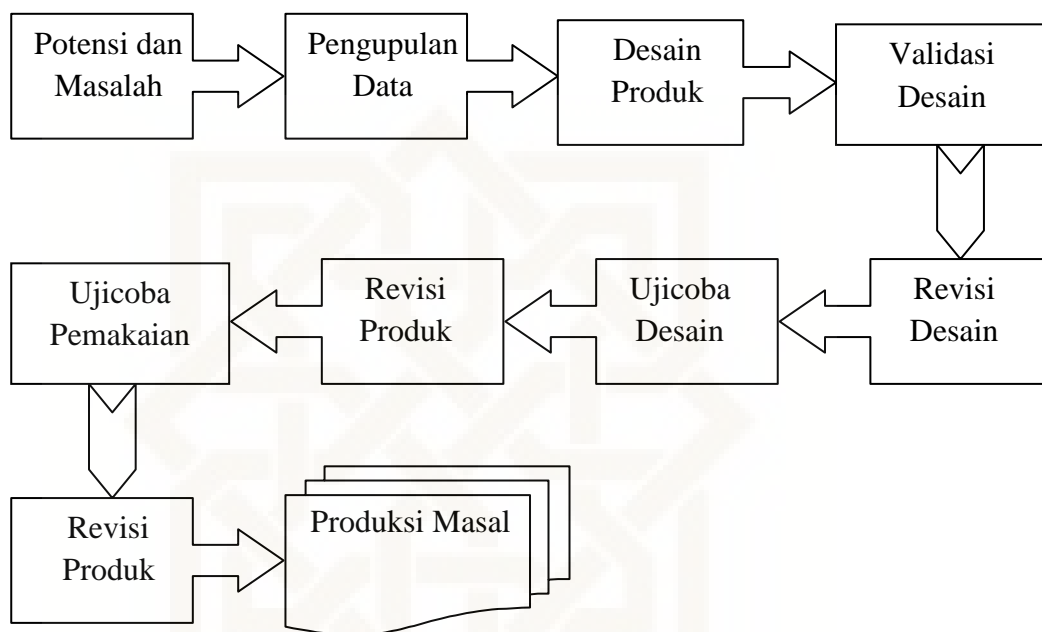 Potensi dan
Masalah
Pengupulan
Data
Desain
Produk
Validasi
Desain
Revisi
Desain
Ujicoba
Desain
Revisi
Produk
Ujicoba
Pemakaian
Revisi
Produk
Produksi Masal